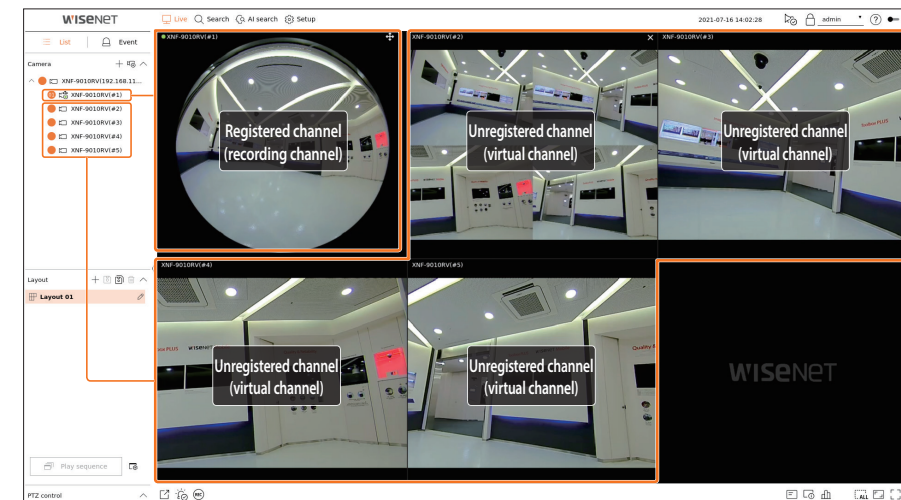 WISENET
Live
Search
AI search
Setup
2021-07-16 14:02:28
admin
List
Event
Camera
XNF-9010RV(192.168.11...
XNF-9010RV(#1)
XNF-9010RV(#2)
XNF-9010RV(#3)
XNF-9010RV(#4)
XNF-9010RV(#5)
Layout
Layout 01
Play sequence
PTZ control
XNF-9010RV(#1)
Registered channel
(recording channel)
XNF-9010RV(#2)
Unregistered channel
(virtual channel)
XNF-9010RV(#3)
Unregistered channel
(virtual channel)
XNF-9010RV(#4)
Unregistered channel
(virtual channel)
XNF-9010RV(#5)
Unregistered channel
(virtual channel)
WISENET
REC
ALL